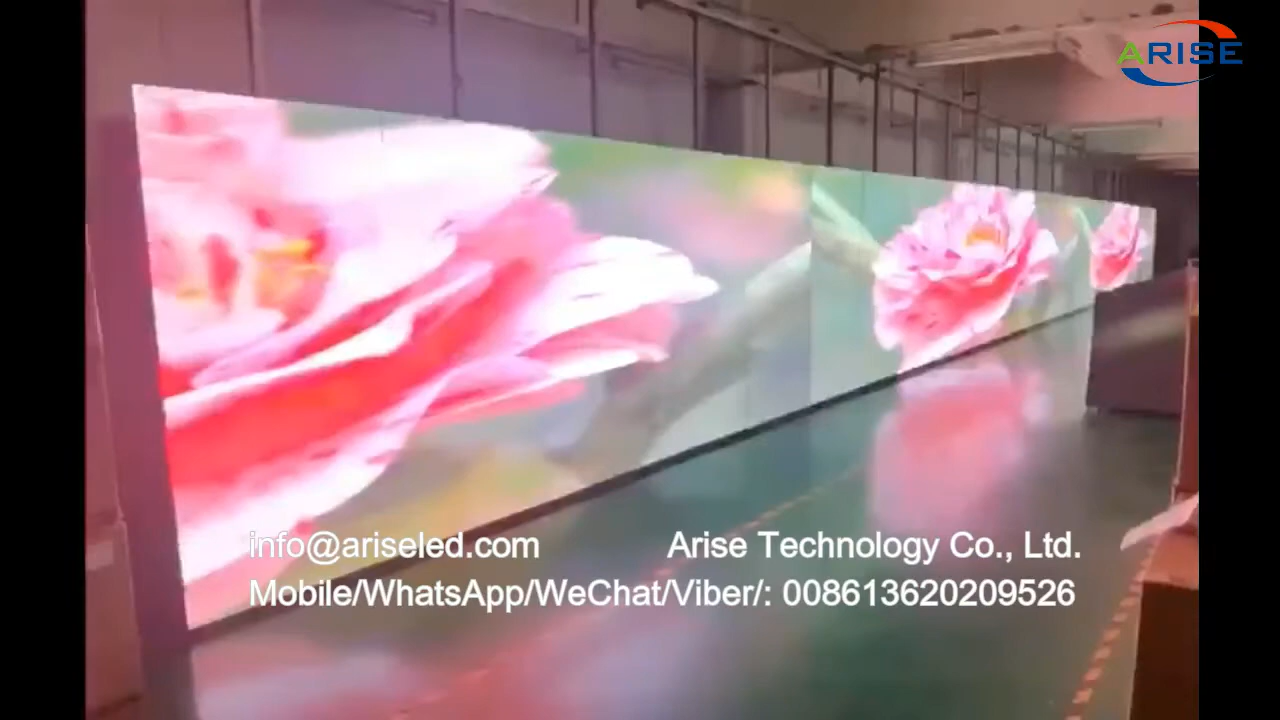 ARISE
info@ariseled.com Arise Technology Co., Ltd.
Mobile/WhatsApp/WeChat/Viber/: 008613620209526